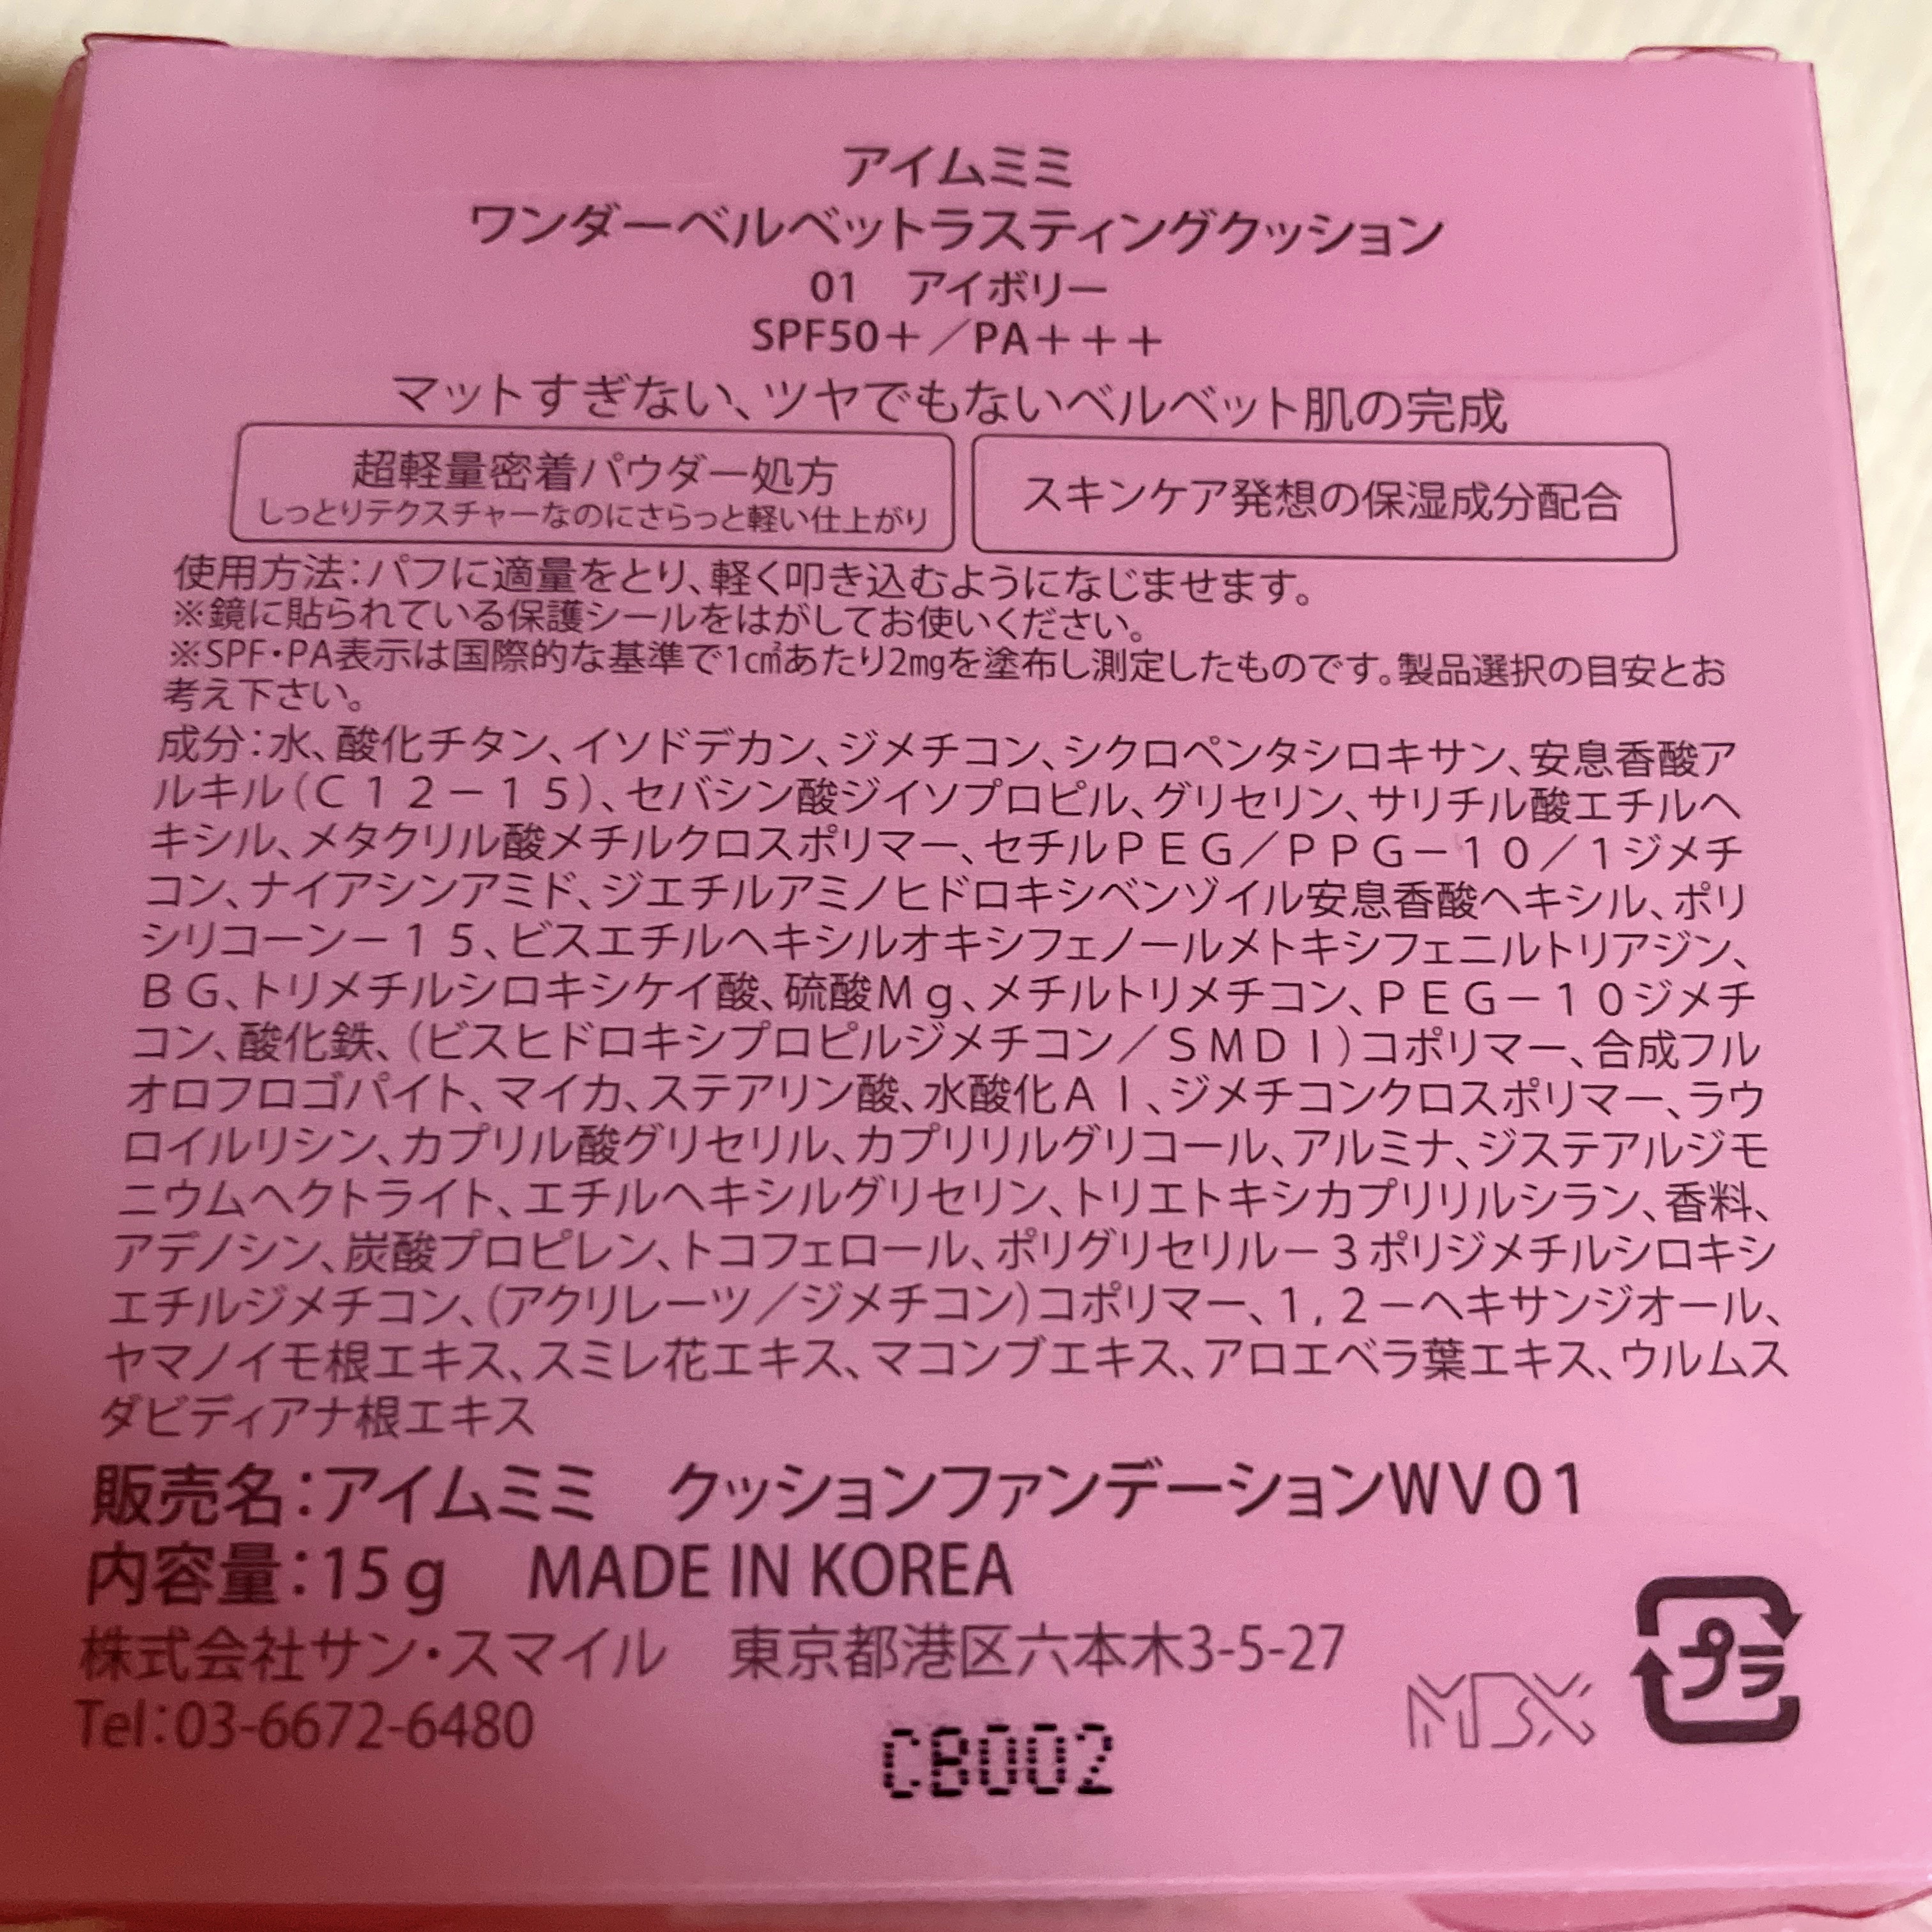 アイムミミ
ワンダーベルベットラスティングクッション
01　アイボリー
SPF50＋／PA＋＋＋
マットすぎない、ツヤでもないベルベット肌の完成
超軽量密着パウダー処方
しっとりテクスチャーなのにさらっと軽い仕上がり
スキンケア発想の保湿成分配合
使用方法：パフに適量をとり、軽く叩き込むようになじませます。
※鏡に貼られている保護シールをはがしてお使いください。
※SPF・PA表示は国際的な基準で1㎠あたり2㎎を塗布し測定したものです。製品選択の目安とお
考え下さい。
成分：水、酸化チタン、イソドデカン、ジメチコン、シクロペンタシロキサン、安息香酸ア
ルキル（Ｃ１２－１５）、セバシン酸ジイソプロピル、グリセリン、サリチル酸エチルヘ
キシル、メタクリル酸メチルクロスポリマー、セチルＰＥＧ／ＰＰＧ－１０／１ジメチ
コン、ナイアシンアミド、ジエチルアミノヒドロキシベンゾイル安息香酸ヘキシル、ポリ
シリコーン－１５、ビスエチルヘキシルオキシフェノールメトキシフェニルトリアジン、
ＢＧ、トリメチルシロキシケイ酸、硫酸Ｍｇ、メチルトリメチコン、ＰＥＧ－１０ジメチ
コン、酸化鉄、（ビスヒドロキシプロピルジメチコン／ＳＭＤＩ）コポリマー、合成フル
オロフロゴパイト、マイカ、ステアリン酸、水酸化Ａｌ、ジメチコンクロスポリマー、ラウ
ロイルリシン、カプリル酸グリセリル、カプリリルグリコール、アルミナ、ジステアルジモ
ニウムヘクトライト、エチルヘキシルグリセリン、トリエトキシカプリリルシラン、香料、
アデノシン、炭酸プロピレン、トコフェロール、ポリグリセリル－３ポリジメチルシロキシ
エチルジメチコン、（アクリレーツ／ジメチコン）コポリマー、１，２－ヘキサンジオール、
ヤマノイモ根エキス、スミレ花エキス、マコンブエキス、アロエベラ葉エキス、ウルムス
ダビディアナ根エキス
販売名：アイムミミ　クッションファンデーションWV01
内容量：15g　MADE IN KOREA
株式会社サン・スマイル　東京都港区六本木3-5-27
Tel：03-6672-6480
CB002
MDX
プラ